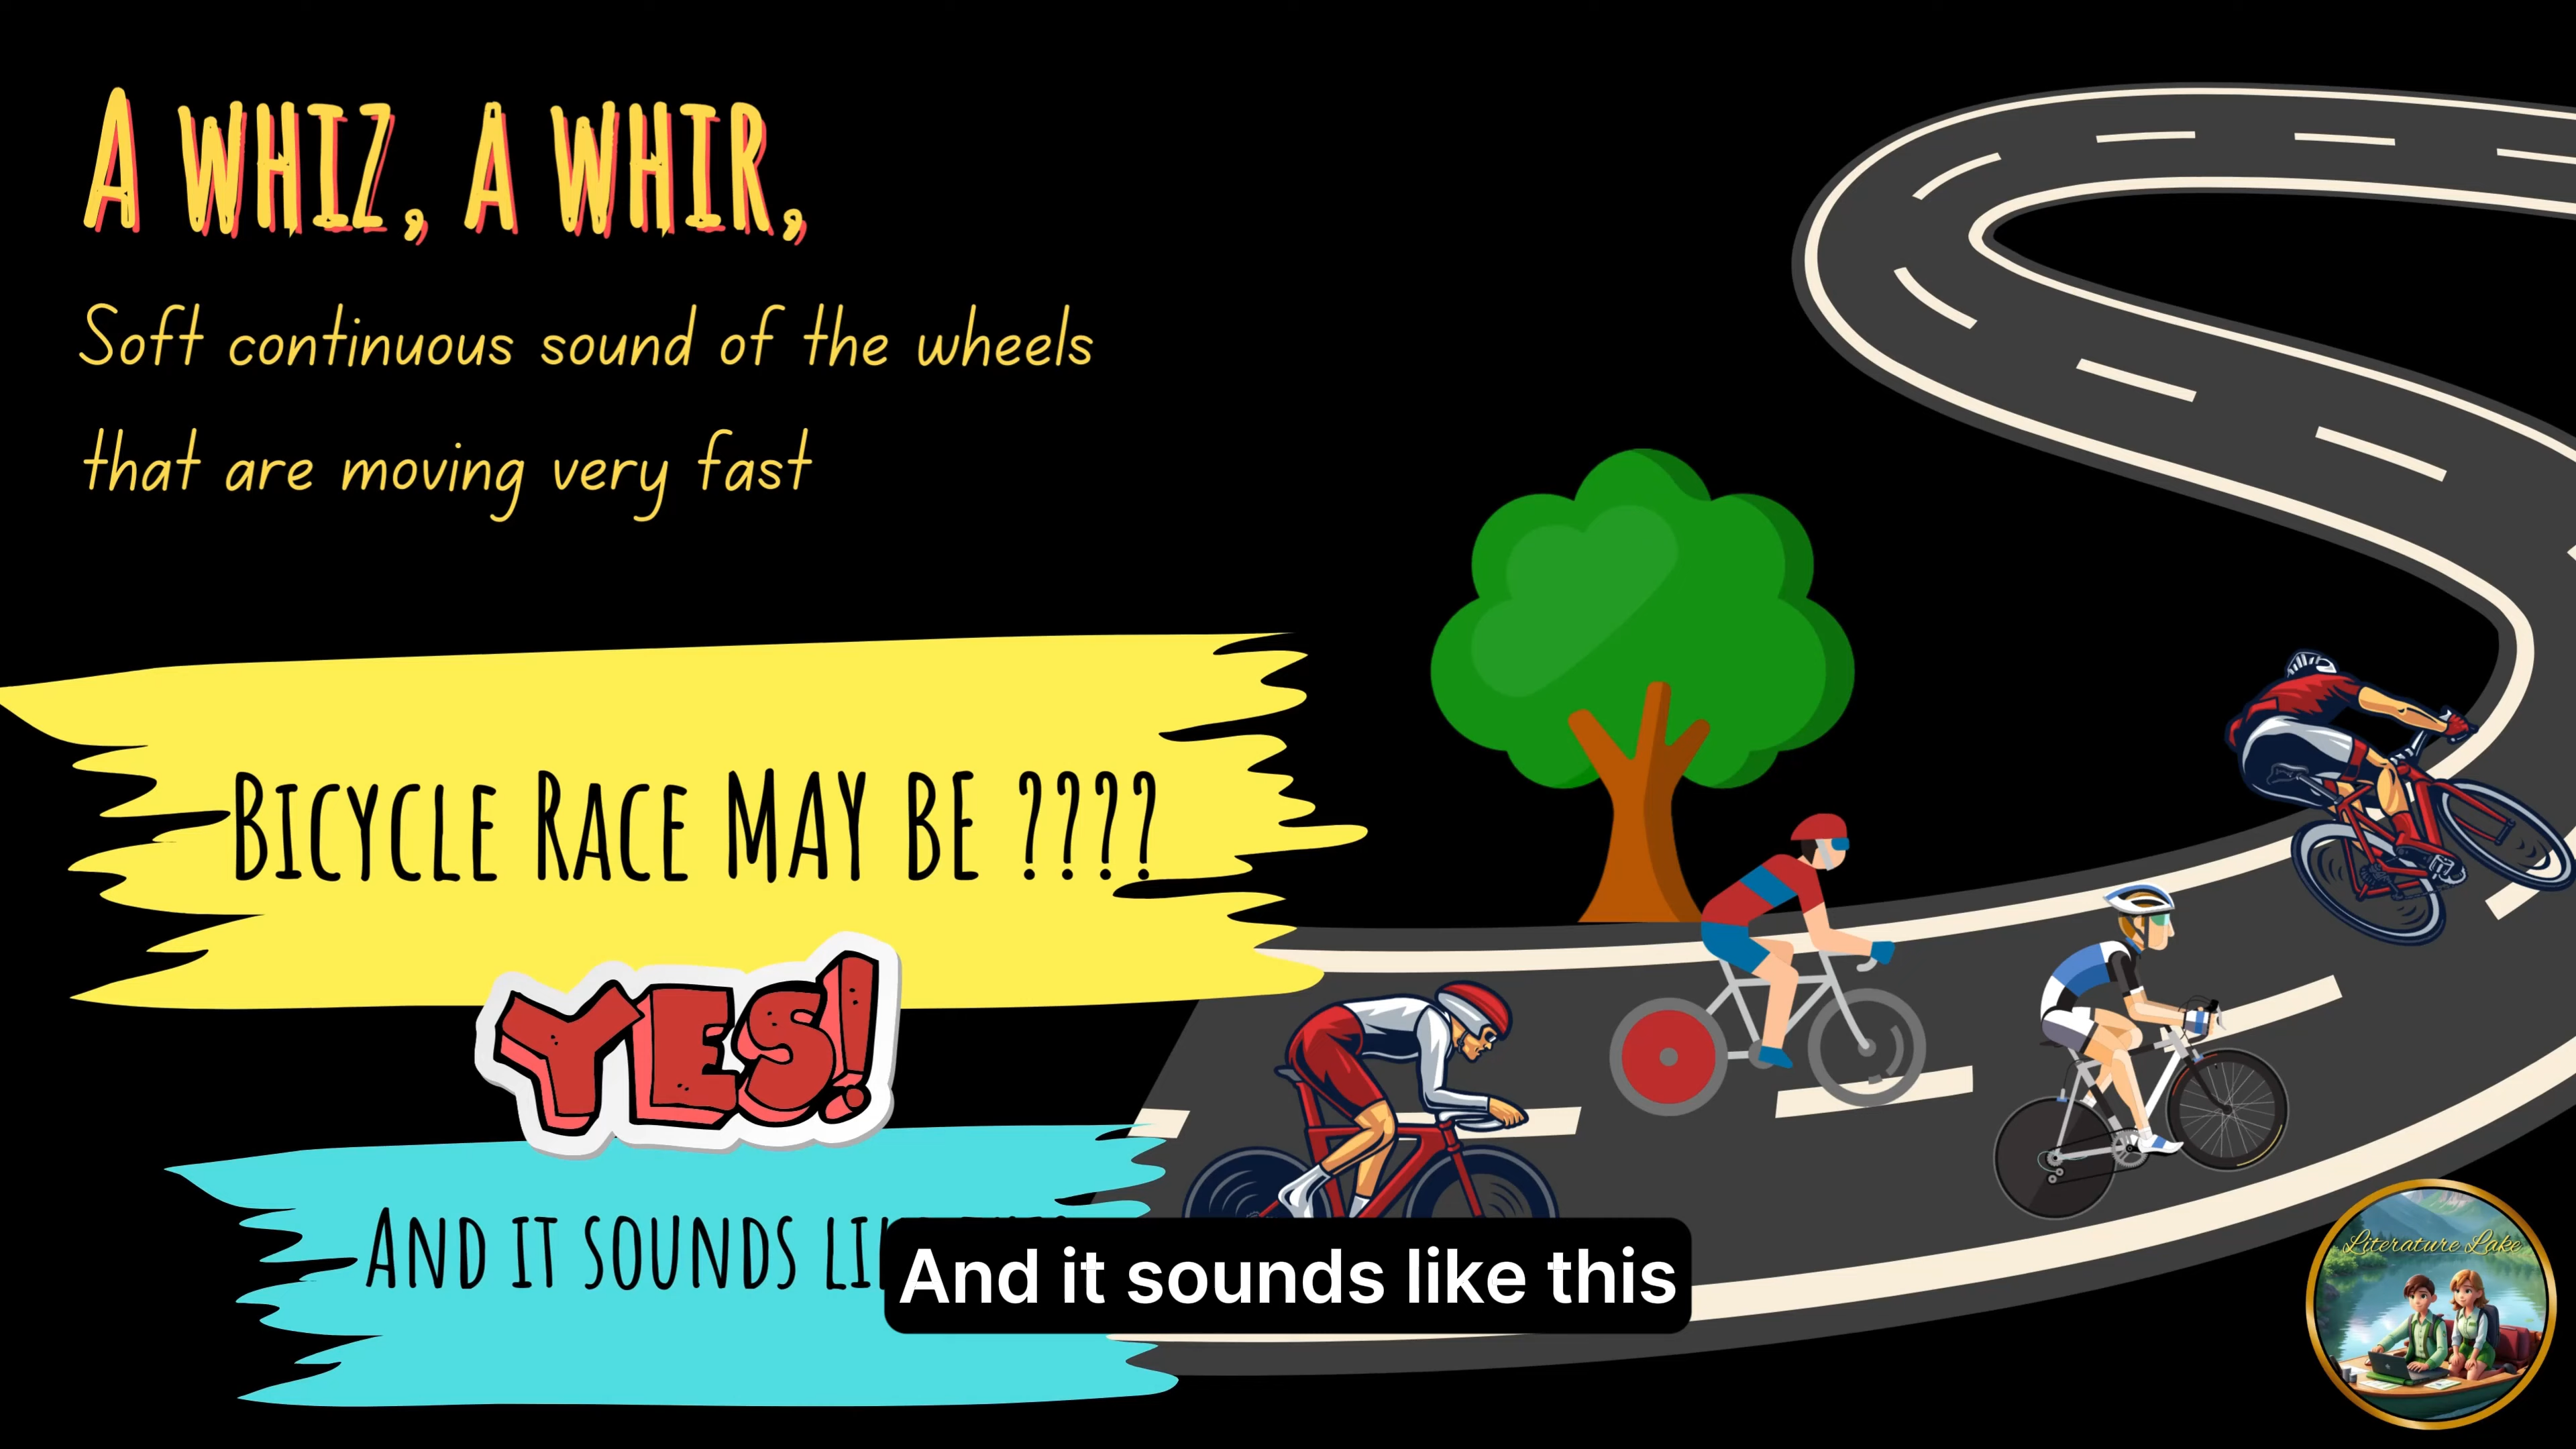 A WHIZ, A WHIR,
Soft continuous sound of the wheels
that are moving very fast
BICYCLE RACE MAY BE ????
YES!
AND IT SOUNDS
And it sounds like this
Literature Lake